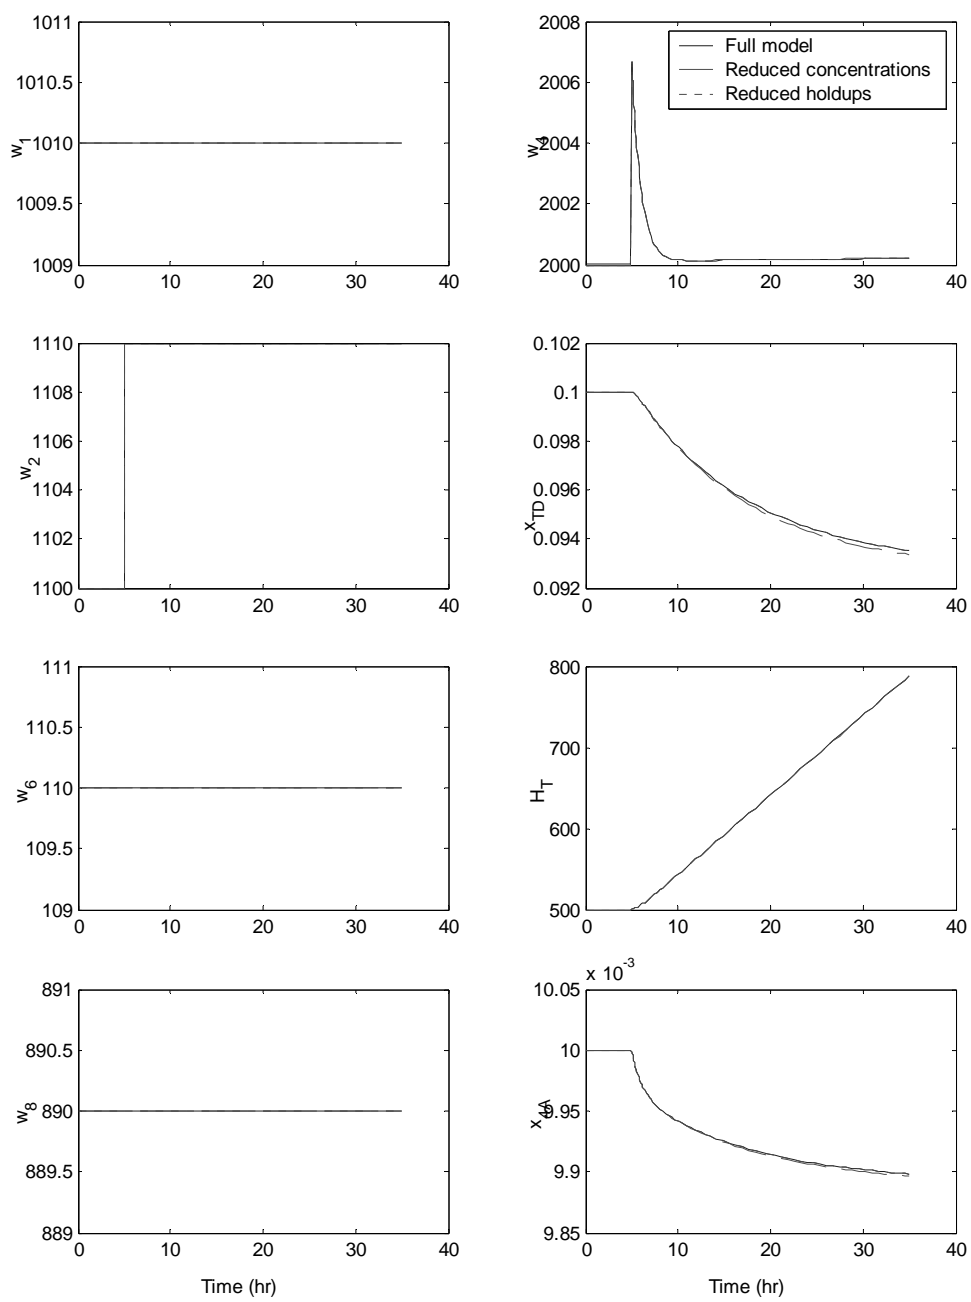 1011
1010.5
1010
1009.5
1009
w1
0 10 20 30 40
2008
2006
2004
2002
2000
w4
Full model
Reduced concentrations
Reduced holdups
0 10 20 30 40
1110
1108
1106
1104
1102
1100
w2
0 10 20 30 40
0.102
0.1
0.098
0.096
0.094
0.092
xTD
0 10 20 30 40
111
110.5
110
109.5
109
w6
0 10 20 30 40
800
700
600
500
HT
0 10 20 30 40
891
890.5
890
889.5
889
w8
0 10 20 30 40
Time (hr)
x 10-3
10.05
10
9.95
9.9
9.85
x4A
0 10 20 30 40
Time (hr)